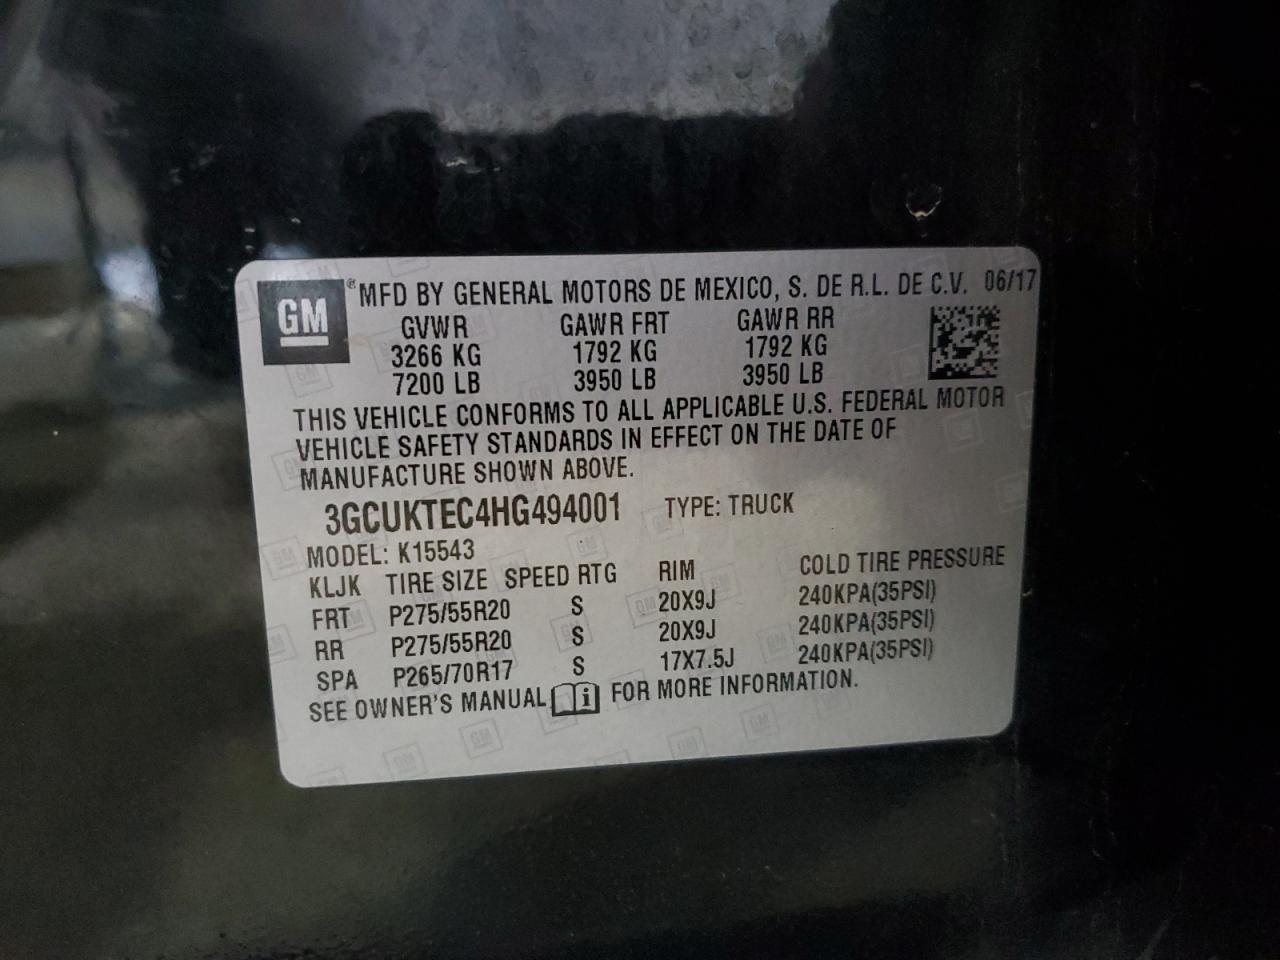 GM ® MFD BY GENERAL MOTORS DE MEXICO, S. DE R.L. DE C.V. 06/17
GVWR GAWR FRT GAWR RR
3266 KG 1792 KG 1792 KG
7200 LB 3950 LB 3950 LB
THIS VEHICLE CONFORMS TO ALL APPLICABLE U.S. FEDERAL MOTOR
VEHICLE SAFETY STANDARDS IN EFFECT ON THE DATE OF
MANUFACTURE SHOWN ABOVE.
3GCUKTEC4HG494001 TYPE: TRUCK
MODEL: K15543
KLJK TIRE SIZE SPEED RTG RIM COLD TIRE PRESSURE
FRT P275/55R20 S 20X9J 240KPA(35PSI)
RR P275/55R20 S 20X9J 240KPA(35PSI)
SPA P265/70R17 S 17X7.5J 240KPA(35PSI)
SEE OWNER'S MANUAL i FOR MORE INFORMATION.